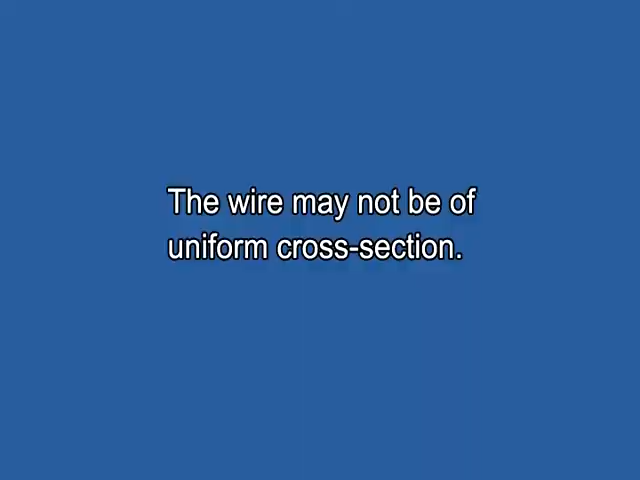 The wire may not be of
uniform cross-section.